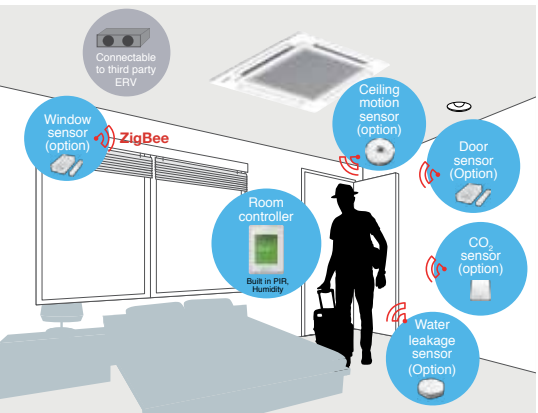 Connectable
to third party
ERV
Window
sensor
(option)
ZigBee
Ceiling
motion
sensor
(option)
Door
sensor
(Option)
Room
controller
Built in PIR,
Humidity
CO₂
sensor
(option)
Water
leakage
sensor
(Option)